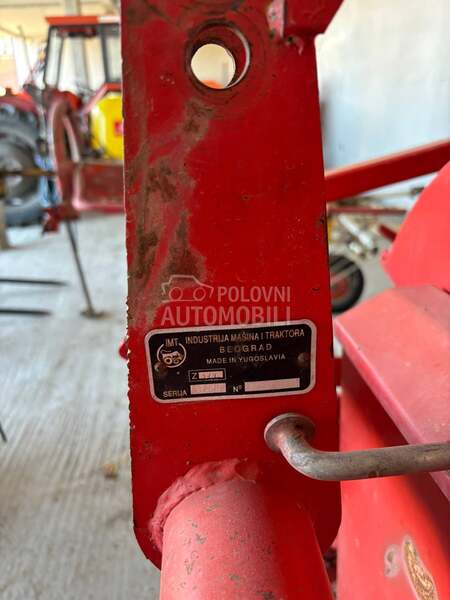 POLOVNI
AUTOMOBILI
IMT INDUSTRIJA MAŠINA I TRAKTORA
BEOGRAD
MADE IN YUGOSLAVIA
Z
SERIJA Nº